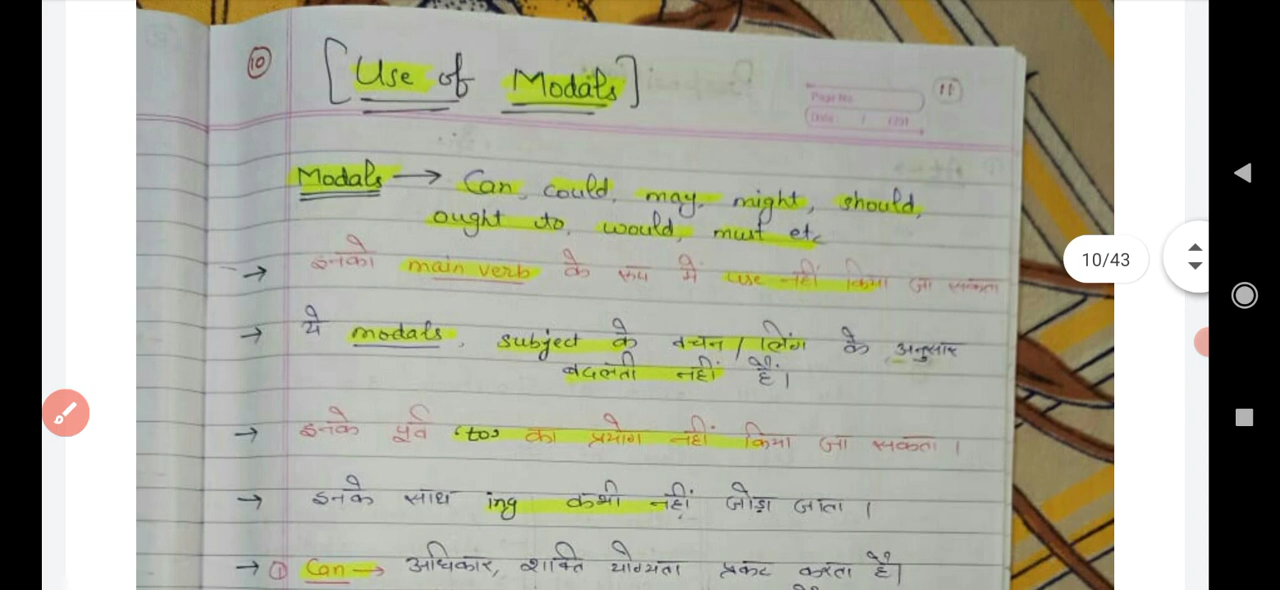 10
[Use of Modals]
Page No.
Date / /
11
Modals → Can, could, may, might, should,
ought to, would, must etc
→ इनको main verb के रूप में use नहीं किया जा सकता
10/43
→ ये modals, subject के वचन / लिंग के अनुसार
बदलती नहीं हैं।
→ इनके पूर्व 'to' का प्रयोग नहीं किया जा सकता।
→ इनके साथ ing कभी नहीं जोड़ा जाता।
→ ① Can → अधिकार, शक्ति योग्यता प्रकट करता है।